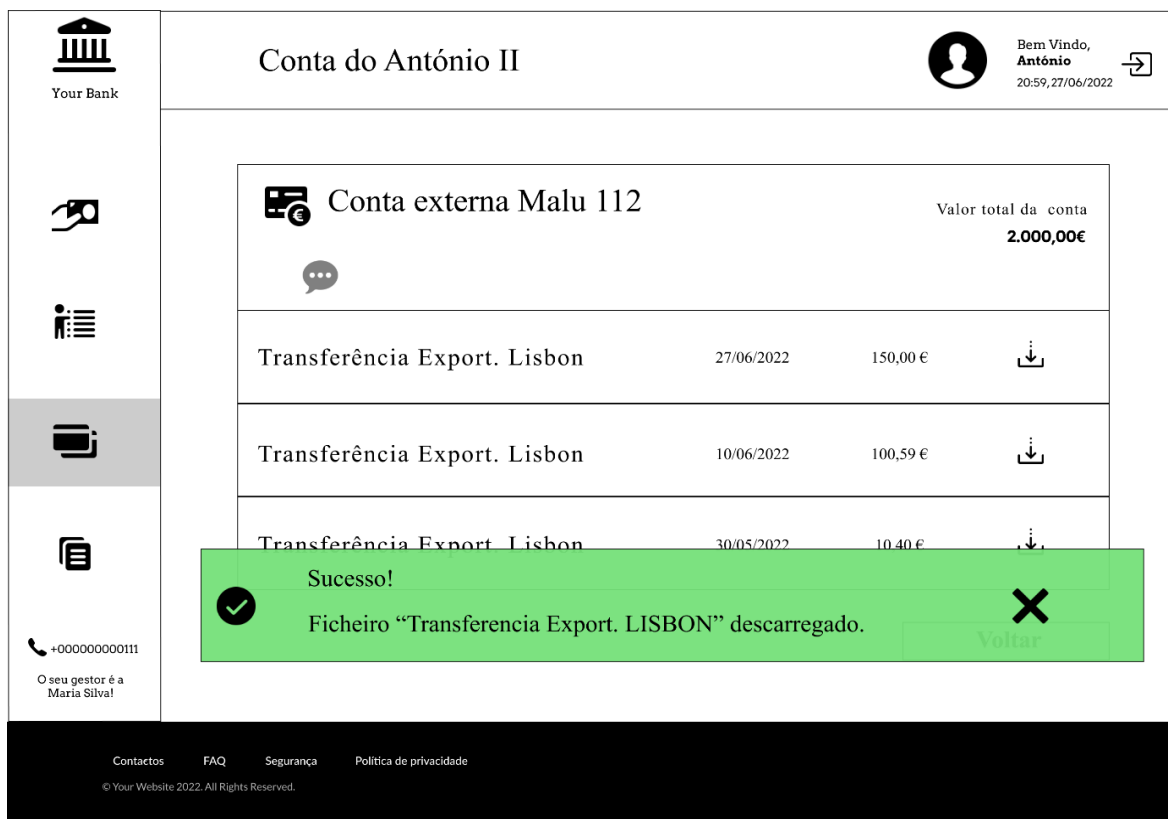 Your Bank
Conta do António II
Bem Vindo,
António
20:59, 27/06/2022
Conta externa Malu 112
Valor total da conta
2.000,00€
Transferência Export. Lisbon 27/06/2022 150,00 €
Transferência Export. Lisbon 10/06/2022 100,59 €
Transferência Export. Lisbon 30/05/2022 10,40 €
Sucesso!
Ficheiro “Transferencia Export. LISBON” descarregado.
Voltar
+000000000111
O seu gestor é a
Maria Silva!
Contactos FAQ Segurança Política de privacidade
© Your Website 2022. All Rights Reserved.